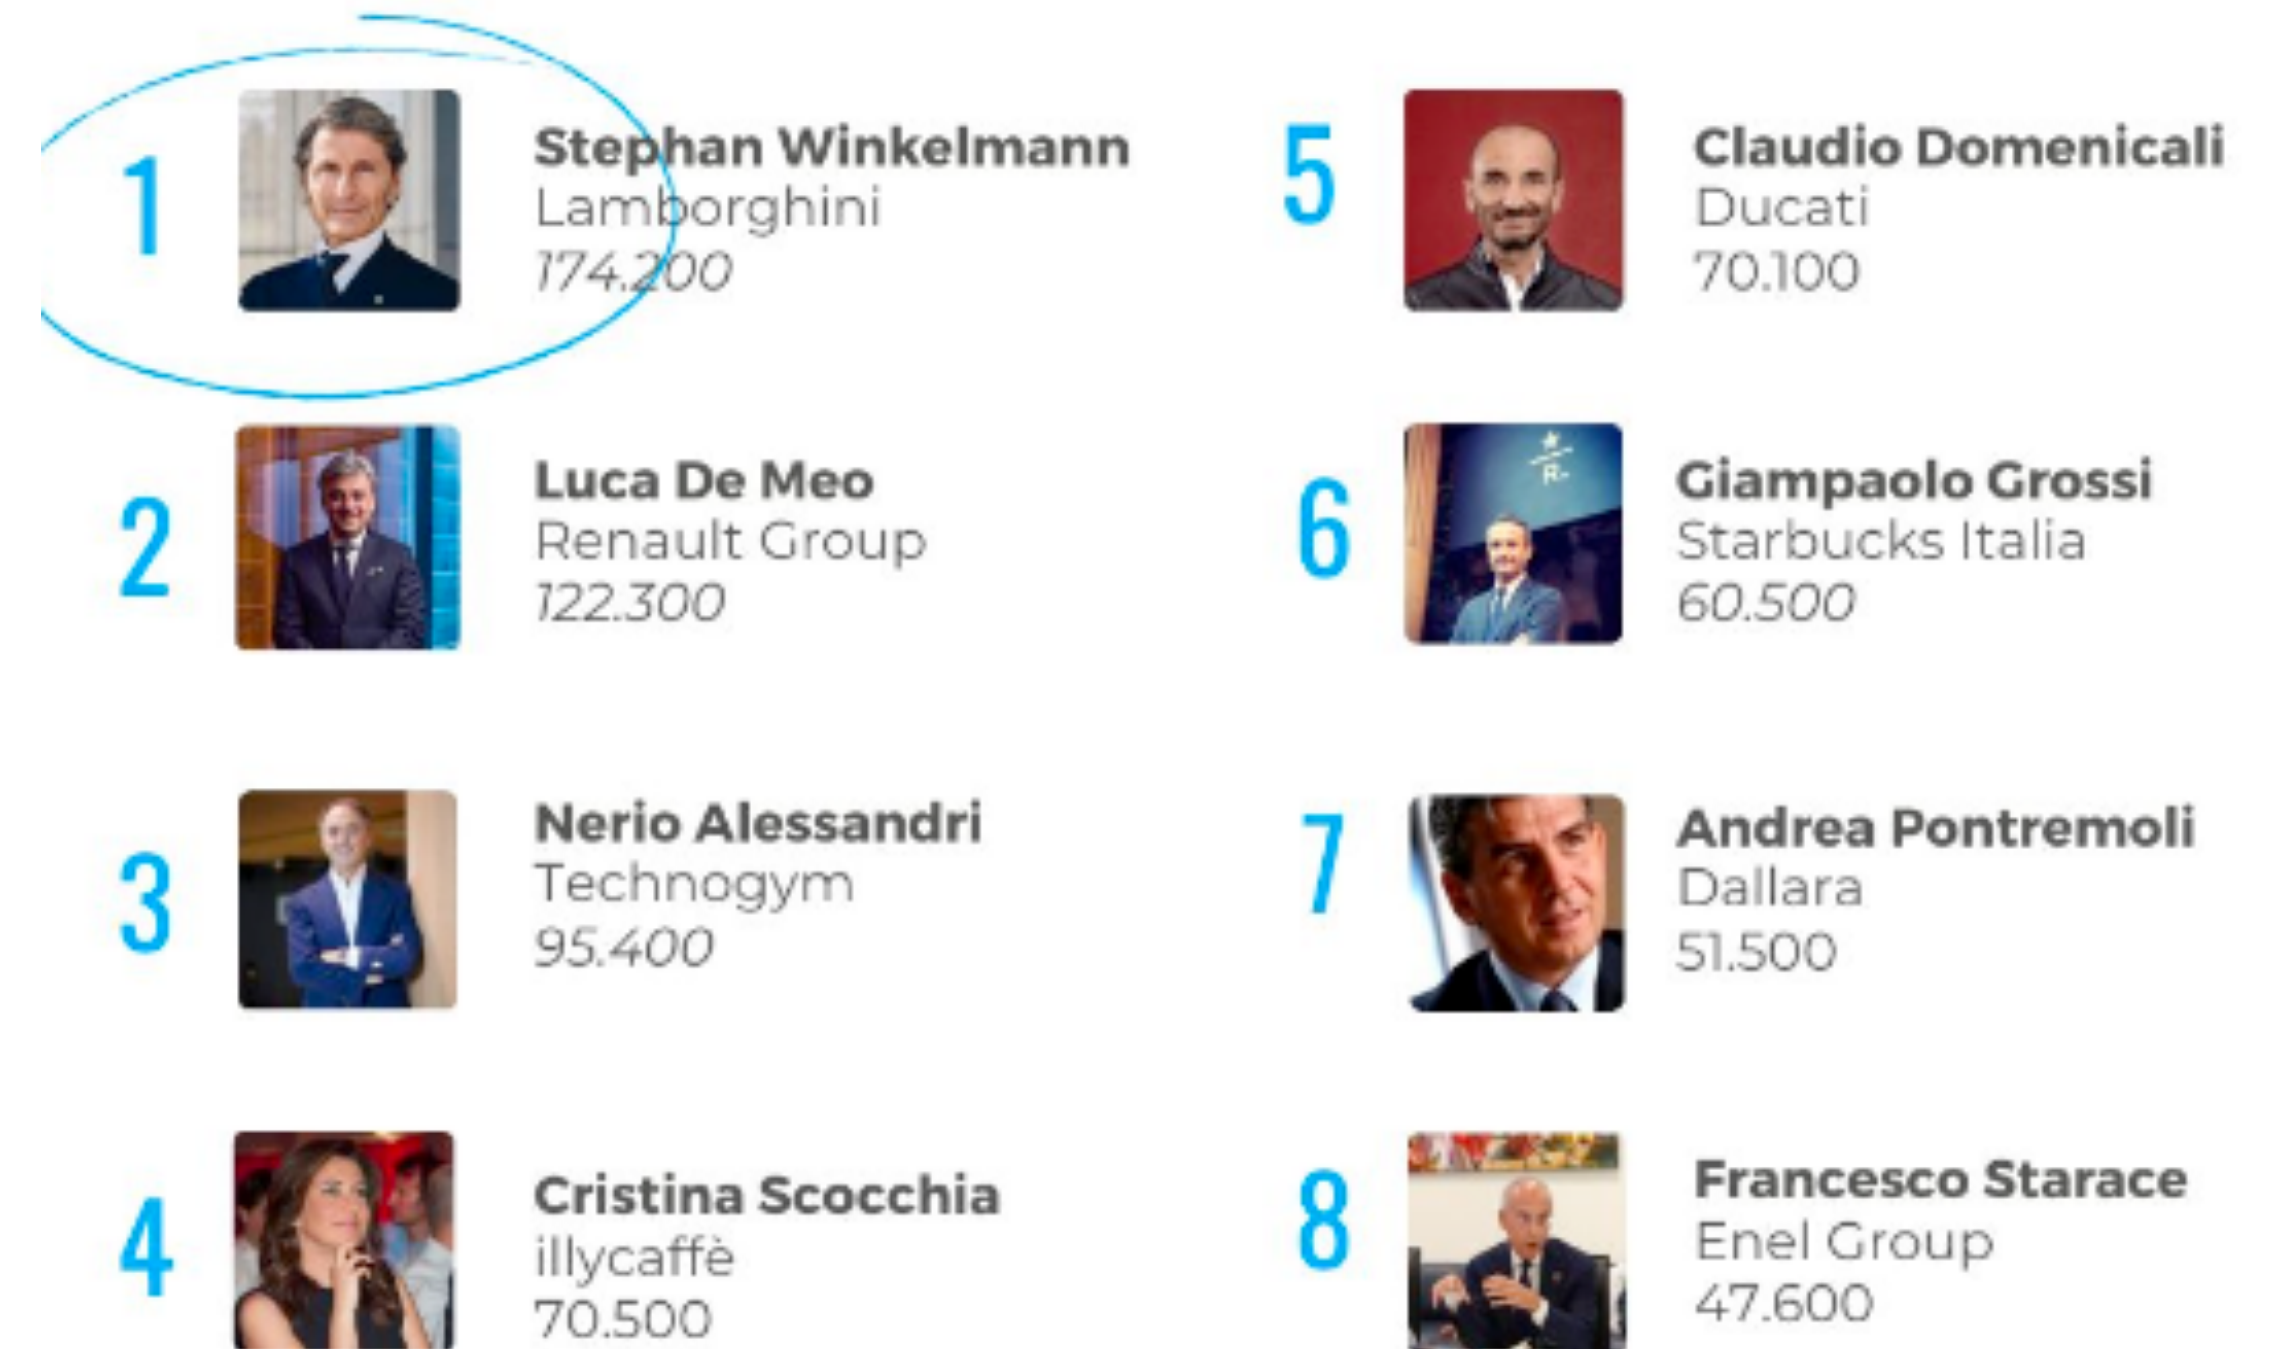 1
Stephan Winkelmann
Lamborghini
174.200
2
Luca De Meo
Renault Group
122.300
3
Nerio Alessandri
Technogym
95.400
4
Cristina Scocchia
illycaffè
70.500
5
Claudio Domenicali
Ducati
70.100
6
R.
Giampaolo Grossi
Starbucks Italia
60.500
7
Andrea Pontremoli
Dallara
51.500
8
Francesco Starace
Enel Group
47.600